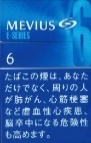 MEVIUS
E-SERIES
6
たばこの煙は、あなた
だけでなく、周りの人
が肺がん、心筋梗塞
など虚血性心疾患、
脳卒中になる危険性
も高めます。